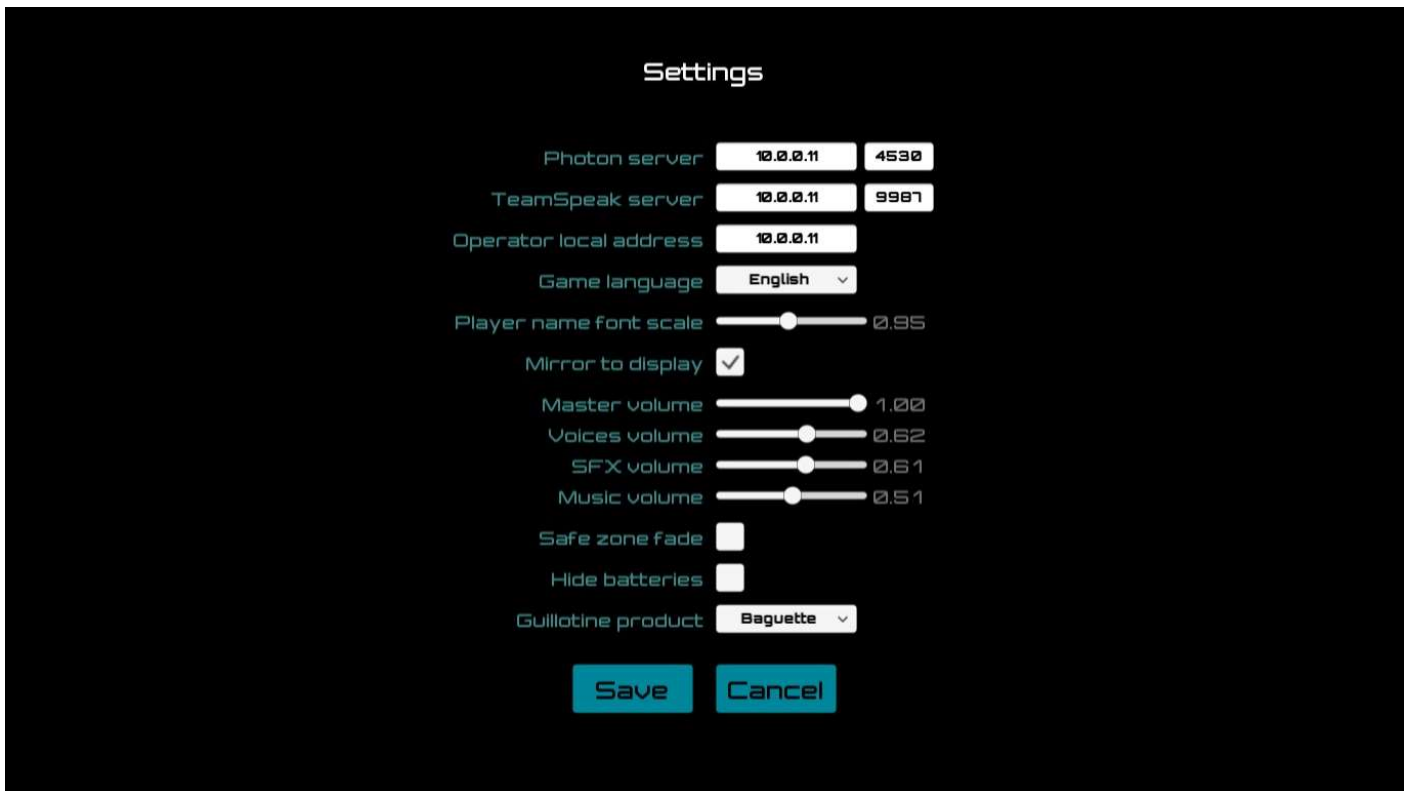 Settings
Photon server 10.0.0.11 4530
TeamSpeak server 10.0.0.11 9987
Operator local address 10.0.0.11
Game language English
Player name font scale 0.95
Mirror to display
Master volume 1.00
Voices volume 0.62
SFX volume 0.61
Music volume 0.51
Safe zone fade
Hide batteries
Guillotine product Baguette
Save Cancel